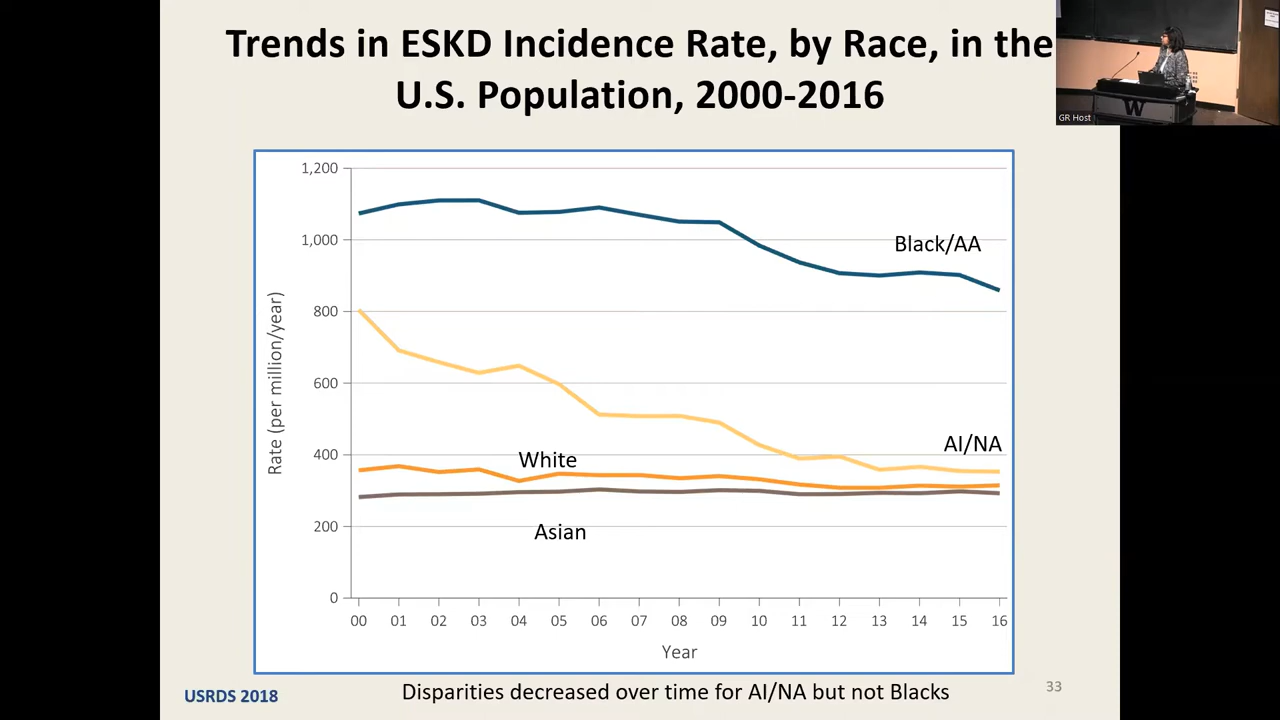 Trends in ESKD Incidence Rate, by Race, in the
U.S. Population, 2000-2016
GR Host
W
1,200
1,000
800
600
400
200
0
Rate (per million/year)
Black/AA
AI/NA
White
Asian
00 01 02 03 04 05 06 07 08 09 10 11 12 13 14 15 16
Year
USRDS 2018
Disparities decreased over time for AI/NA but not Blacks
33